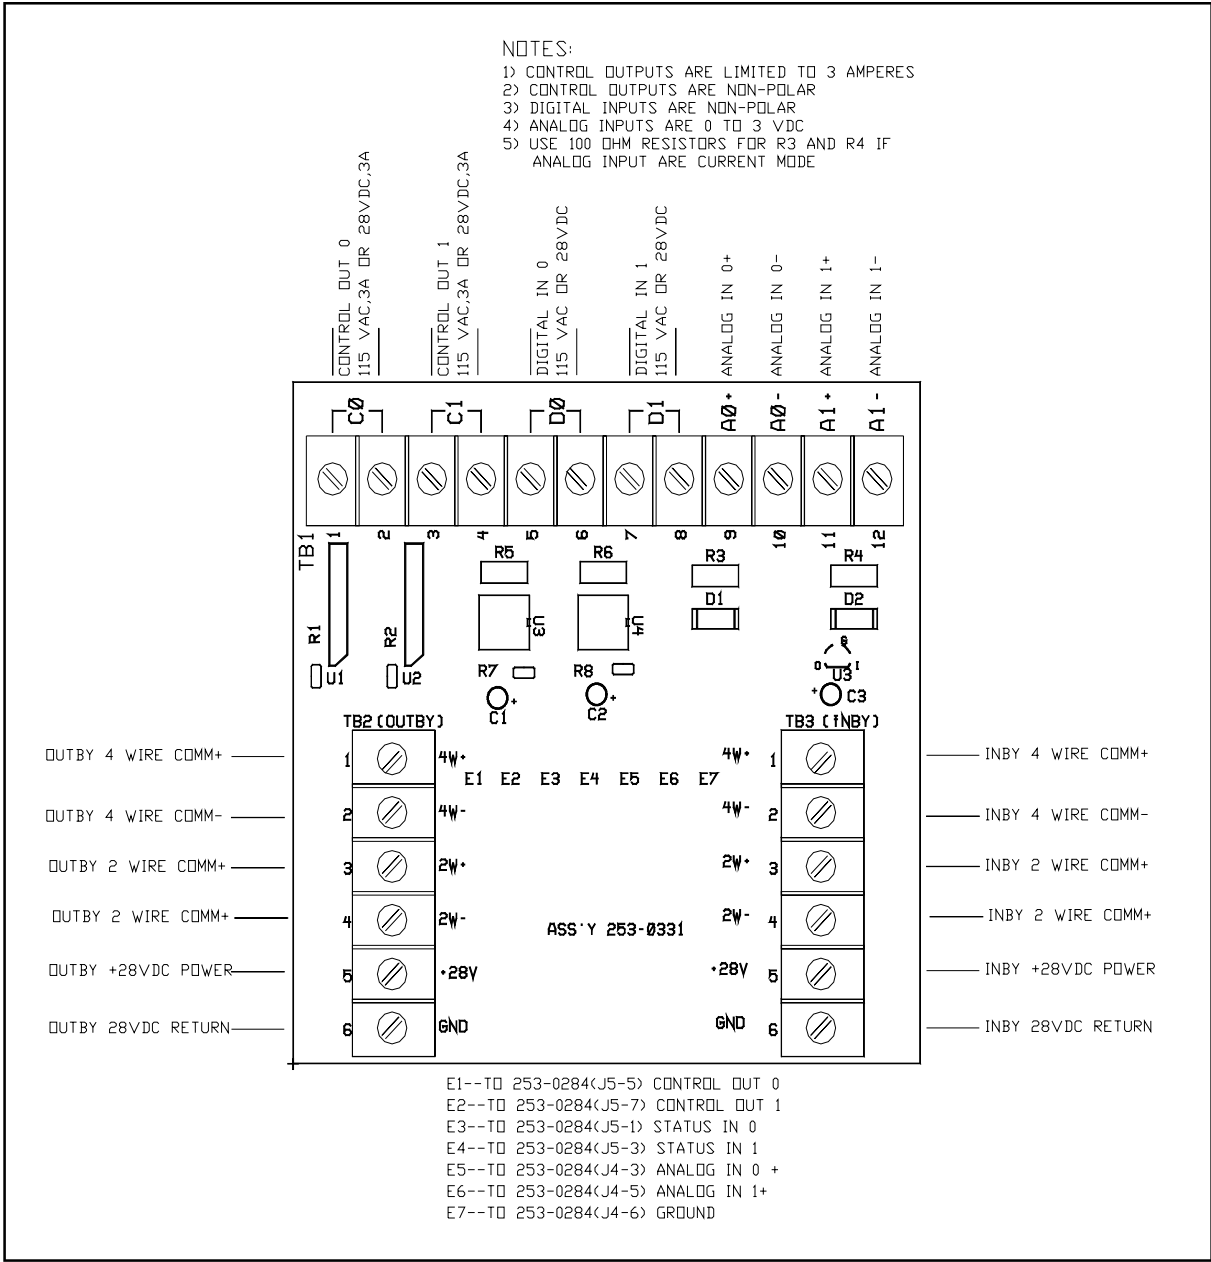 NOTES:
1) CONTROL OUTPUTS ARE LIMITED TO 3 AMPERES
2) CONTROL OUTPUTS ARE NON-POLAR
3) DIGITAL INPUTS ARE NON-POLAR
4) ANALOG INPUTS ARE 0 TO 3 VDC
5) USE 100 OHM RESISTORS FOR R3 AND R4 IF
ANALOG INPUT ARE CURRENT MODE
CONTROL OUT 0
115 VAC,3A OR 28VDC,3A
CONTROL OUT 1
115 VAC,3A OR 28VDC,3A
DIGITAL IN 0
115 VAC OR 28VDC
DIGITAL IN 1
115 VAC OR 28VDC
ANALOG IN 0+
ANALOG IN 0-
ANALOG IN 1+
ANALOG IN 1-
C0 C1 D0 D1 A0+ A0- A1+ A1-
TB1
1 2 3 4 5 6 7 8 9 10 11 12
R5 R6 R3 R4
D1 D2
R1 R2 U3 U4
G
O I
U1 U2 R7 R8 U3
+ + + C3
C1 C2
TB2 (OUTBY) TB3 (INBY)
OUTBY 4 WIRE COMM+ 1 4W+ 4W+ 1 INBY 4 WIRE COMM+
E1 E2 E3 E4 E5 E6 E7
OUTBY 4 WIRE COMM- 2 4W- 4W- 2 INBY 4 WIRE COMM-
OUTBY 2 WIRE COMM+ 3 2W+ 2W+ 3 INBY 2 WIRE COMM+
OUTBY 2 WIRE COMM+ 4 2W- 2W- 4 INBY 2 WIRE COMM+
ASS'Y 253-0331
OUTBY +28VDC POWER 5 +28V +28V 5 INBY +28VDC POWER
OUTBY 28VDC RETURN 6 GND GND 6 INBY 28VDC RETURN
E1--TO 253-0284(J5-5) CONTROL OUT 0
E2--TO 253-0284(J5-7) CONTROL OUT 1
E3--TO 253-0284(J5-1) STATUS IN 0
E4--TO 253-0284(J5-3) STATUS IN 1
E5--TO 253-0284(J4-3) ANALOG IN 0 +
E6--TO 253-0284(J4-5) ANALOG IN 1+
E7--TO 253-0284(J4-6) GROUND